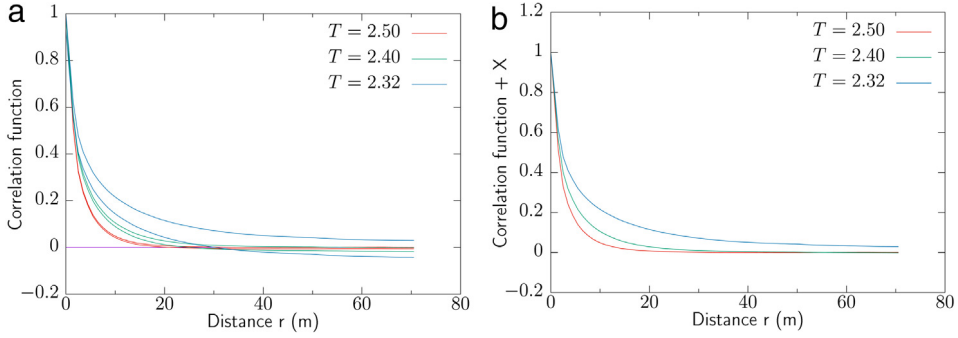 a
1
0.8
0.6
0.4
0.2
0
−0.2
Correlation function
T = 2.50
T = 2.40
T = 2.32
0 20 40 60 80
Distance r (m)
b
1.2
1
0.8
0.6
0.4
0.2
0
−0.2
Correlation function + X
T = 2.50
T = 2.40
T = 2.32
0 20 40 60 80
Distance r (m)